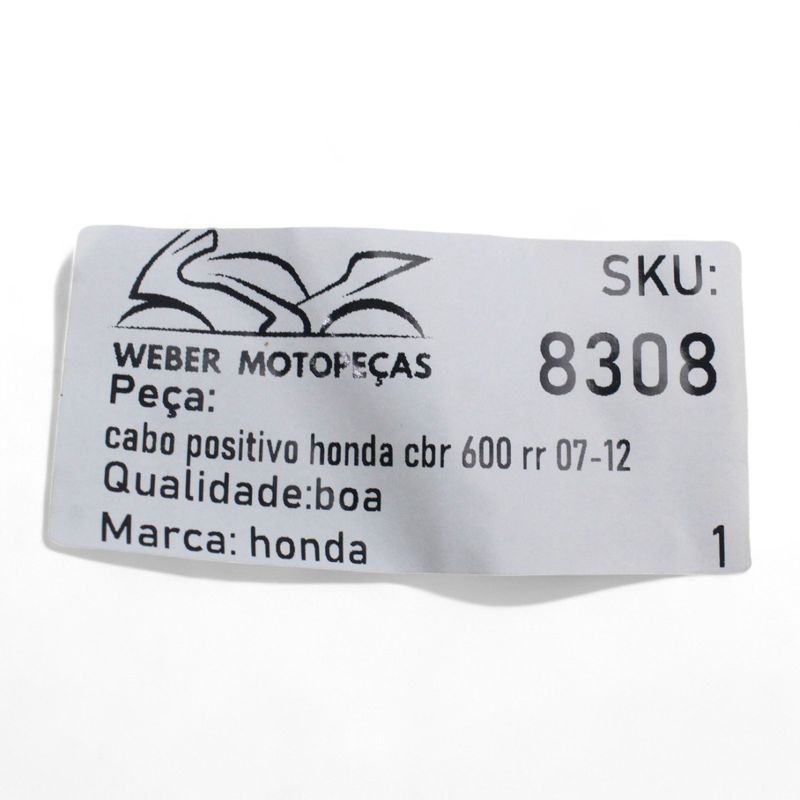 WEBER MOTOPEÇAS
SKU:
8308
Peça:
cabo positivo honda cbr 600 rr 07-12
Qualidade:boa
Marca: honda
1